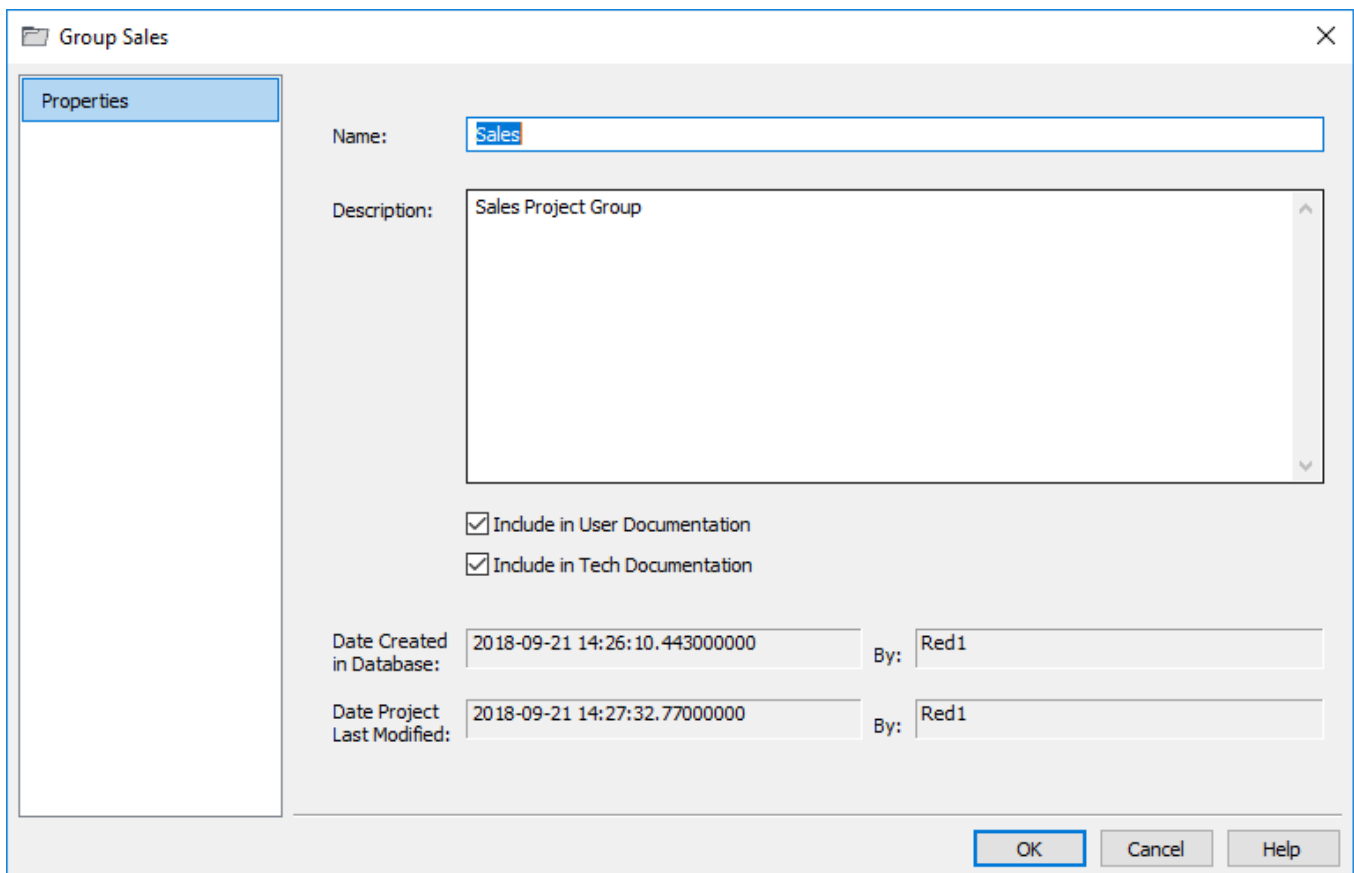 Group Sales
Properties
Name:
Sales
Description:
Sales Project Group
Include in User Documentation
Include in Tech Documentation
Date Created
in Database:
2018-09-21 14:26:10.443000000
By:
Red1
Date Project
Last Modified:
2018-09-21 14:27:32.77000000
By:
Red1
OK
Cancel
Help